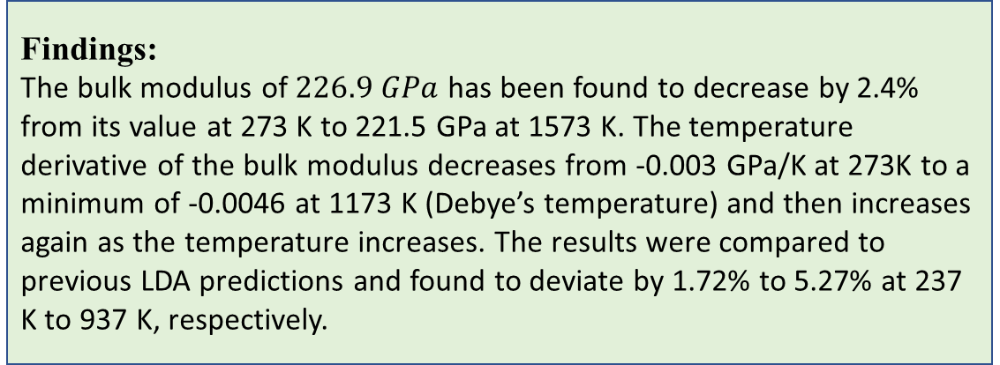 Findings:
The bulk modulus of 226.9 GPa has been found to decrease by 2.4%
from its value at 273 K to 221.5 GPa at 1573 K. The temperature
derivative of the bulk modulus decreases from -0.003 GPa/K at 273K to a
minimum of -0.0046 at 1173 K (Debye’s temperature) and then increases
again as the temperature increases. The results were compared to
previous LDA predictions and found to deviate by 1.72% to 5.27% at 237
K to 937 K, respectively.